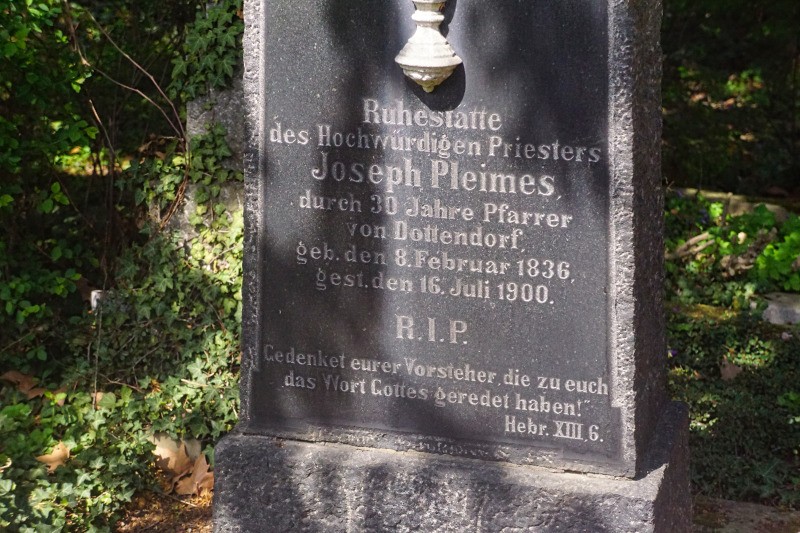 Ruhestätte
des Hochwürdigen Priesters
Joseph Pleimes,
durch 30 Jahre Pfarrer
von Dottendorf,
geb. den 8. Februar 1836,
gest. den 16. Juli 1900.
R.I.P.
Gedenket eurer Vorsteher, die zu euch
das Wort Gottes geredet haben!"
Hebr. XIII, 6.